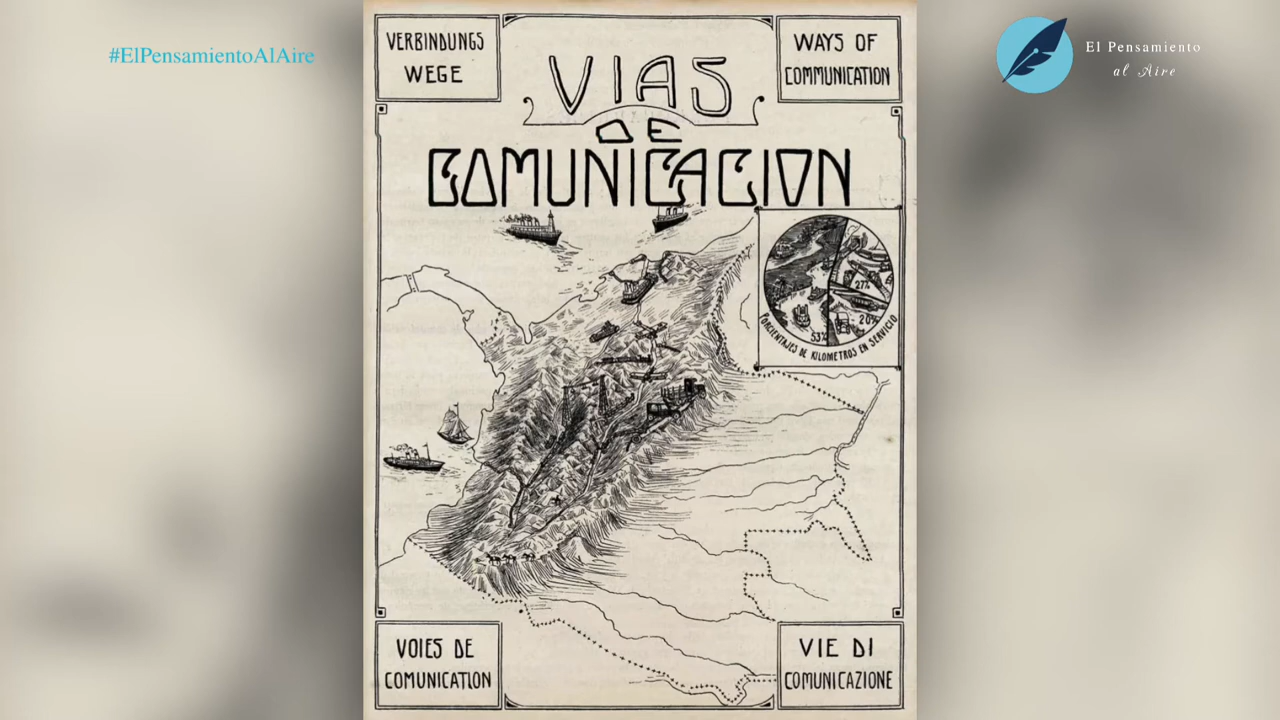 #ElPensamientoAlAire
El Pensamiento
al Aire
VERBINDUNGS
WEGE
VIAS
DE
COMUNICACION
WAYS OF
COMMUNICATION
27%
20%
53%
PORCENTAJES DE KILOMETROS EN SERVICIO
VOIES DE
COMUNICATION
VIE DI
COMUNICAZIONE